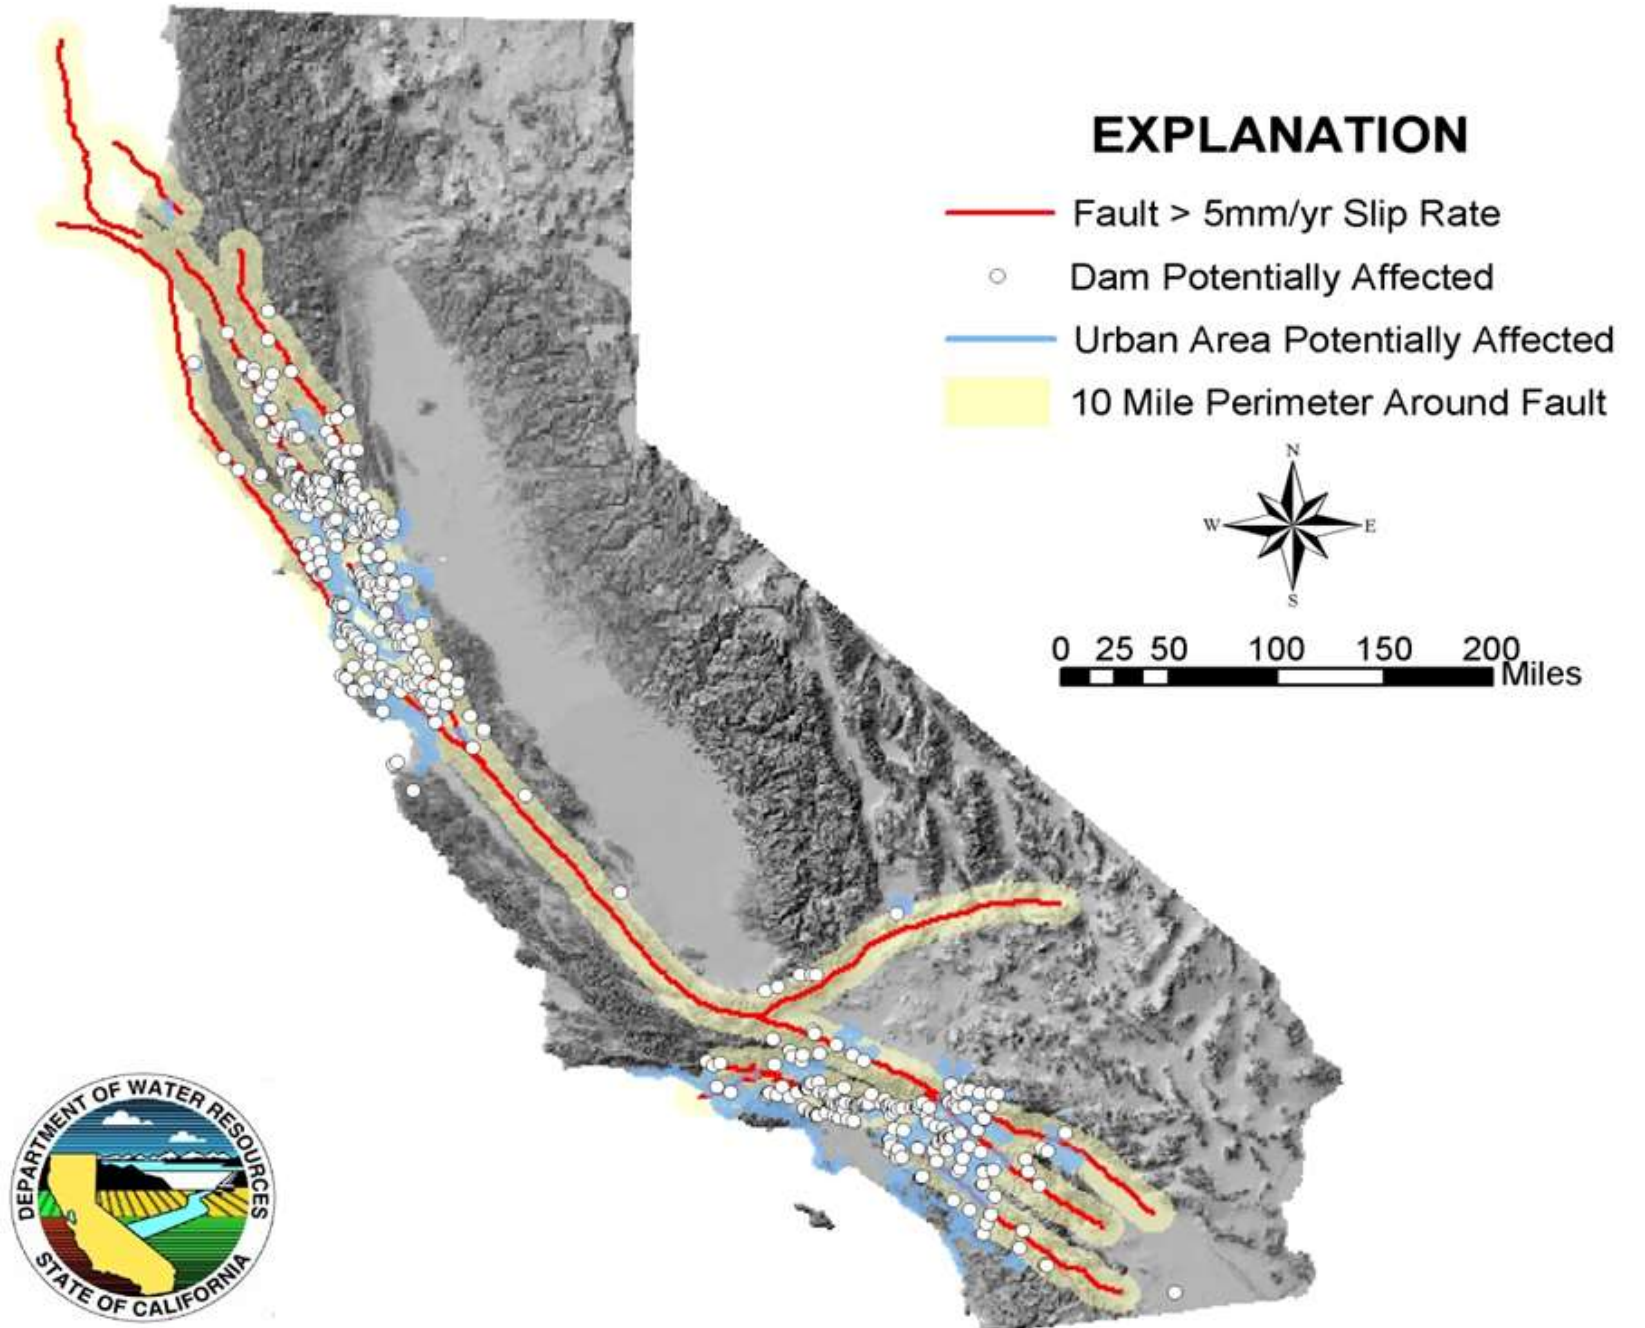 EXPLANATION
Fault > 5mm/yr Slip Rate
Dam Potentially Affected
Urban Area Potentially Affected
10 Mile Perimeter Around Fault
N
W E
S
0 25 50 100 150 200
Miles
DEPARTMENT OF WATER RESOURCES
STATE OF CALIFORNIA